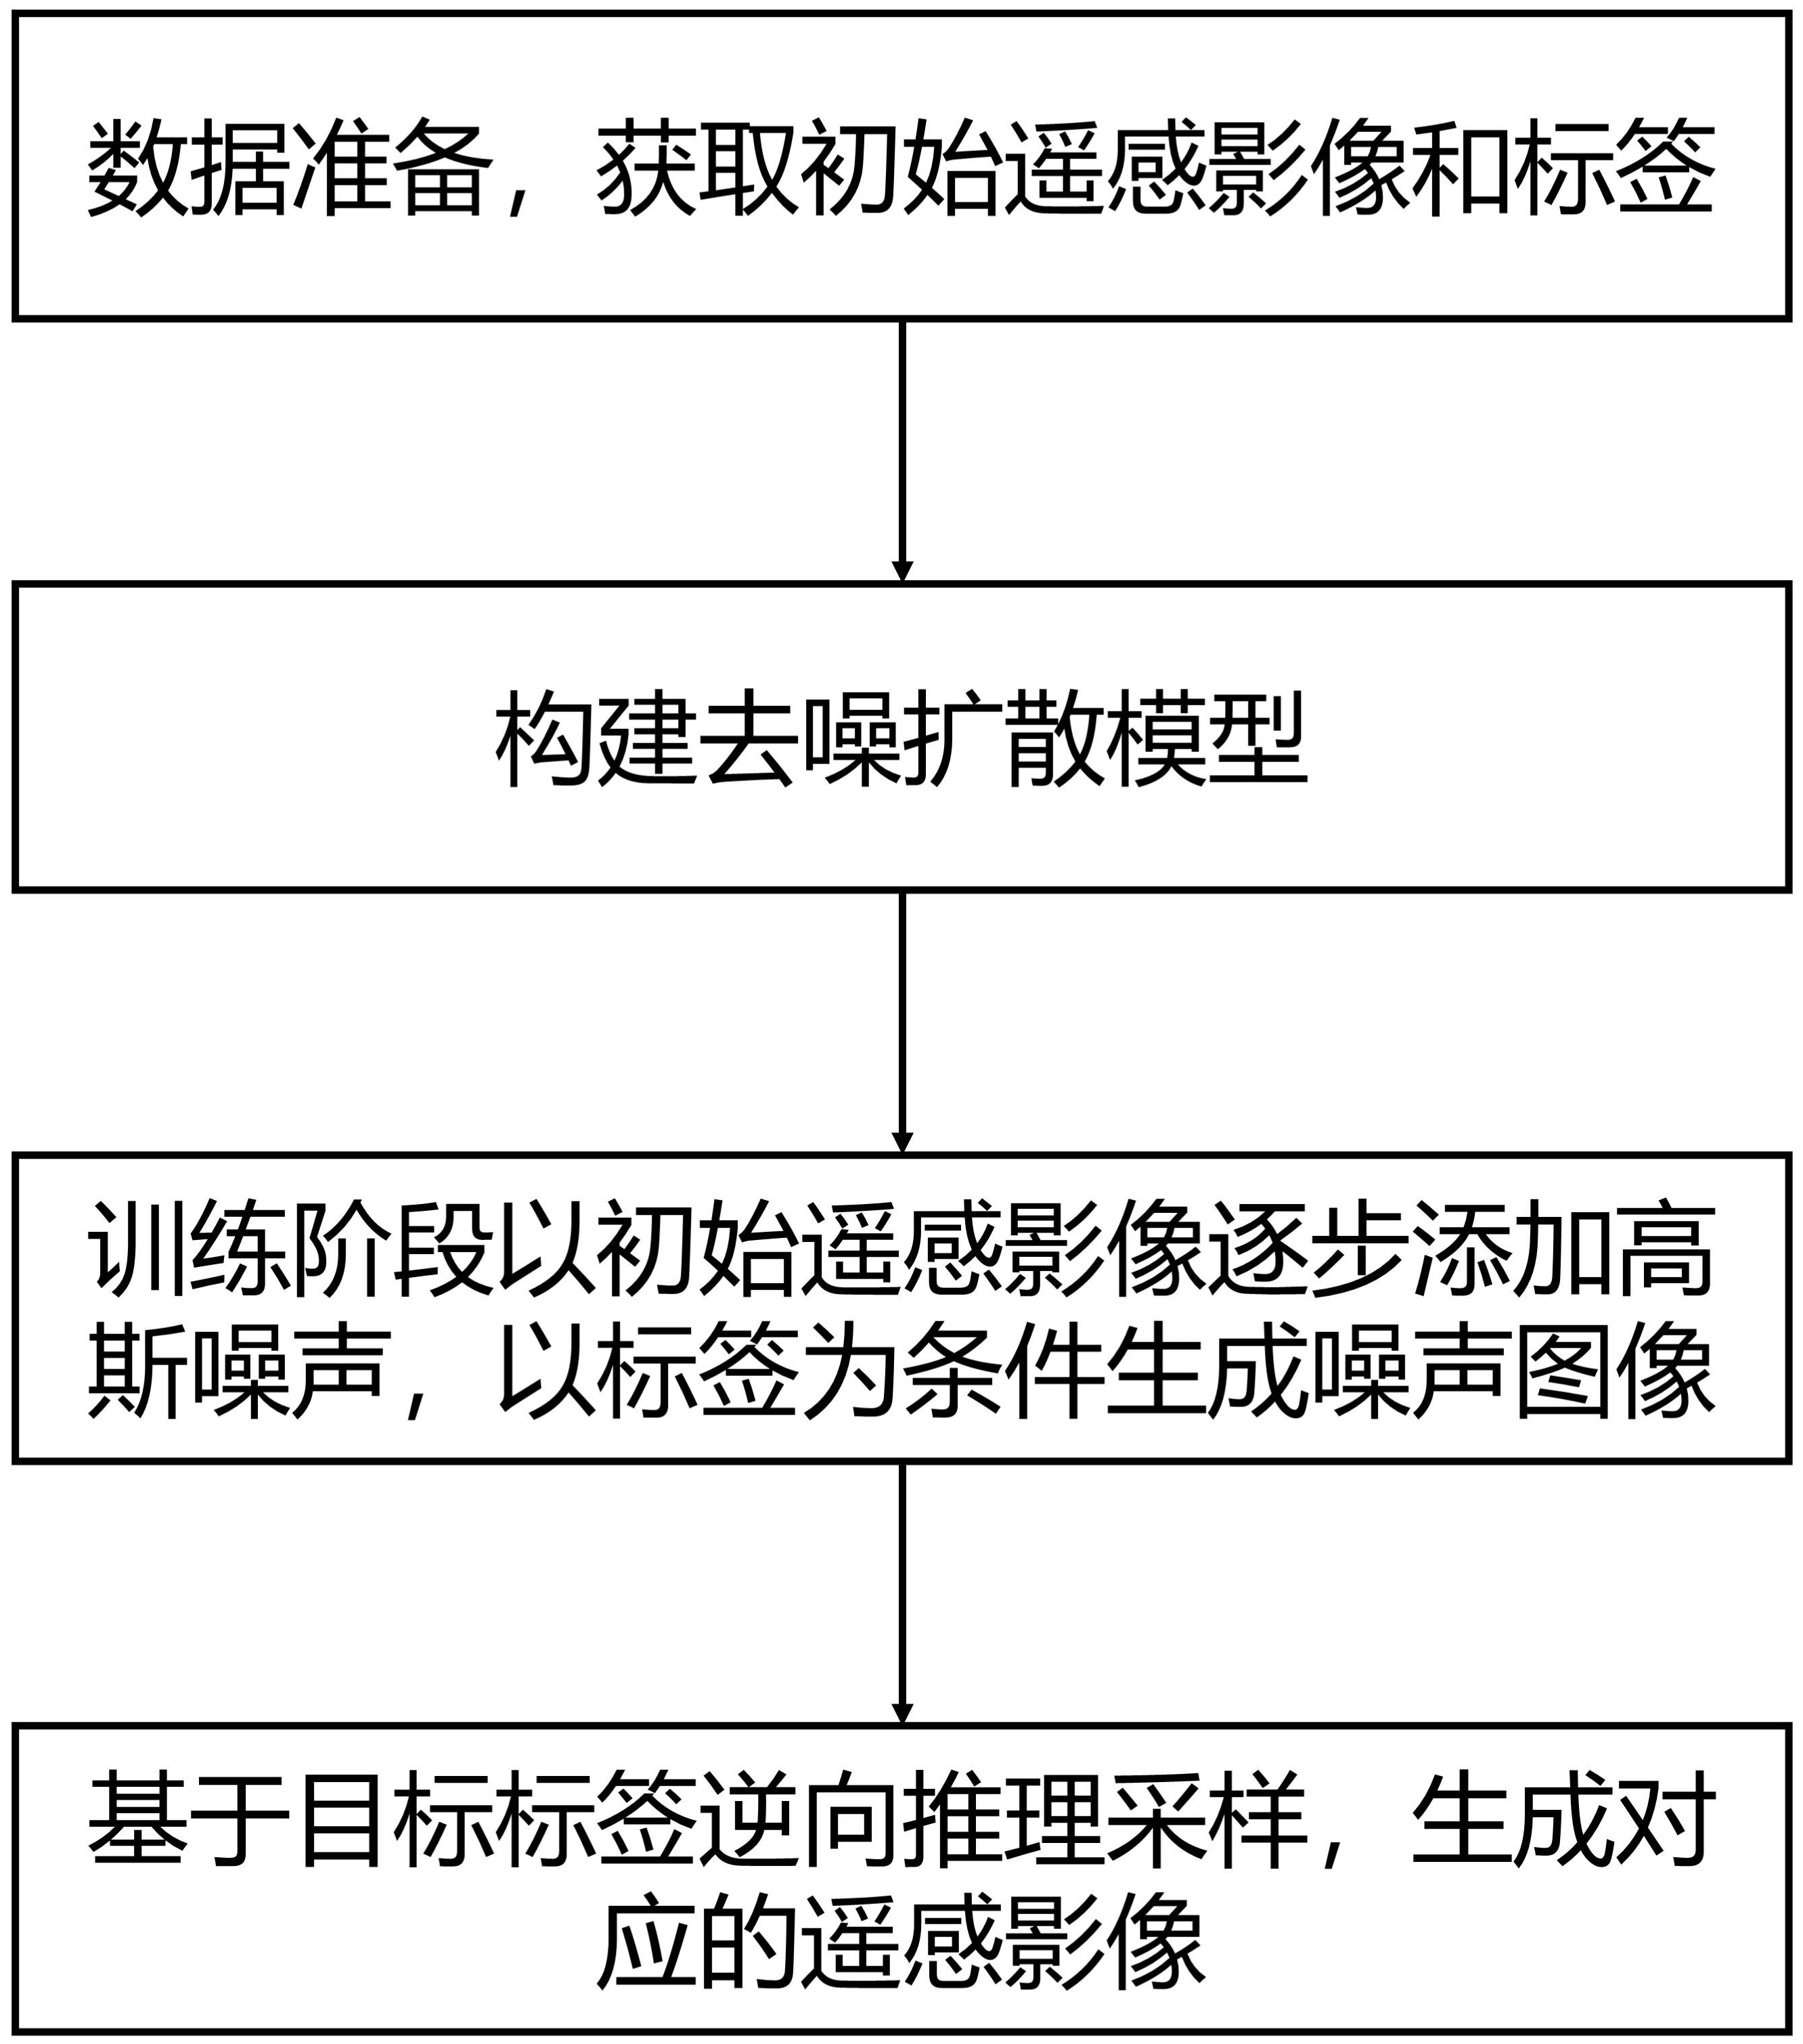 数据准备，获取初始遥感影像和标签
构建去噪扩散模型
训练阶段以初始遥感影像逐步添加高
斯噪声，以标签为条件生成噪声图像
基于目标标签逆向推理采样，生成对
应的遥感影像